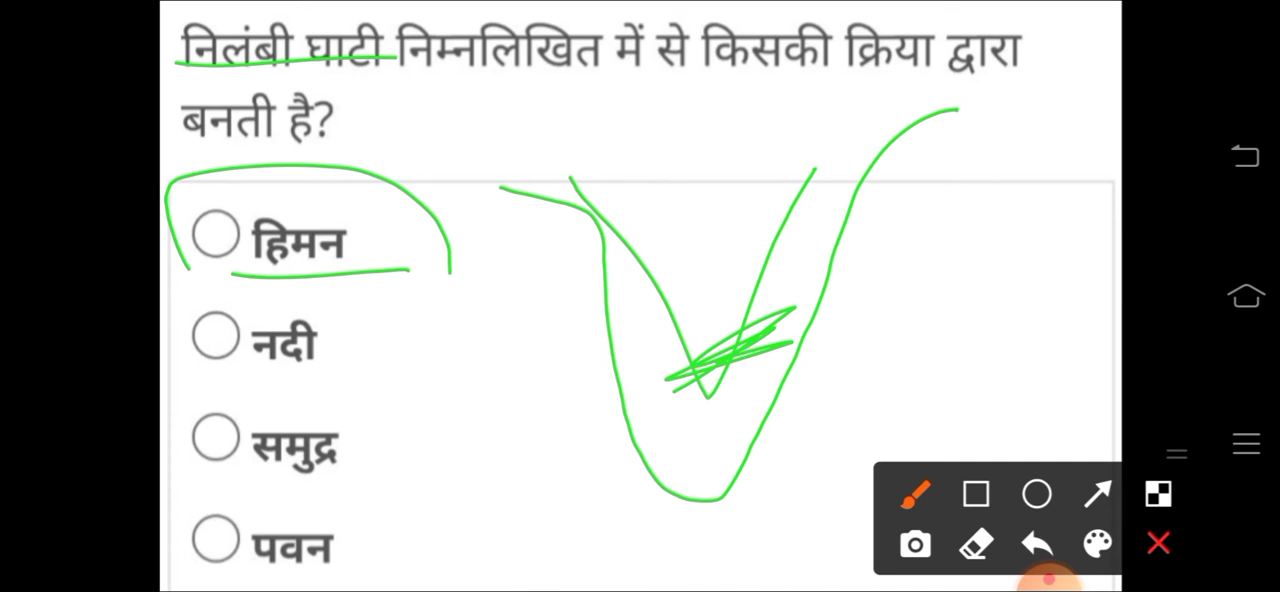 निलंबी घाटी निम्नलिखित में से किसकी क्रिया द्वारा
बनती है?
हिमन
नदी
समुद्र
पवन